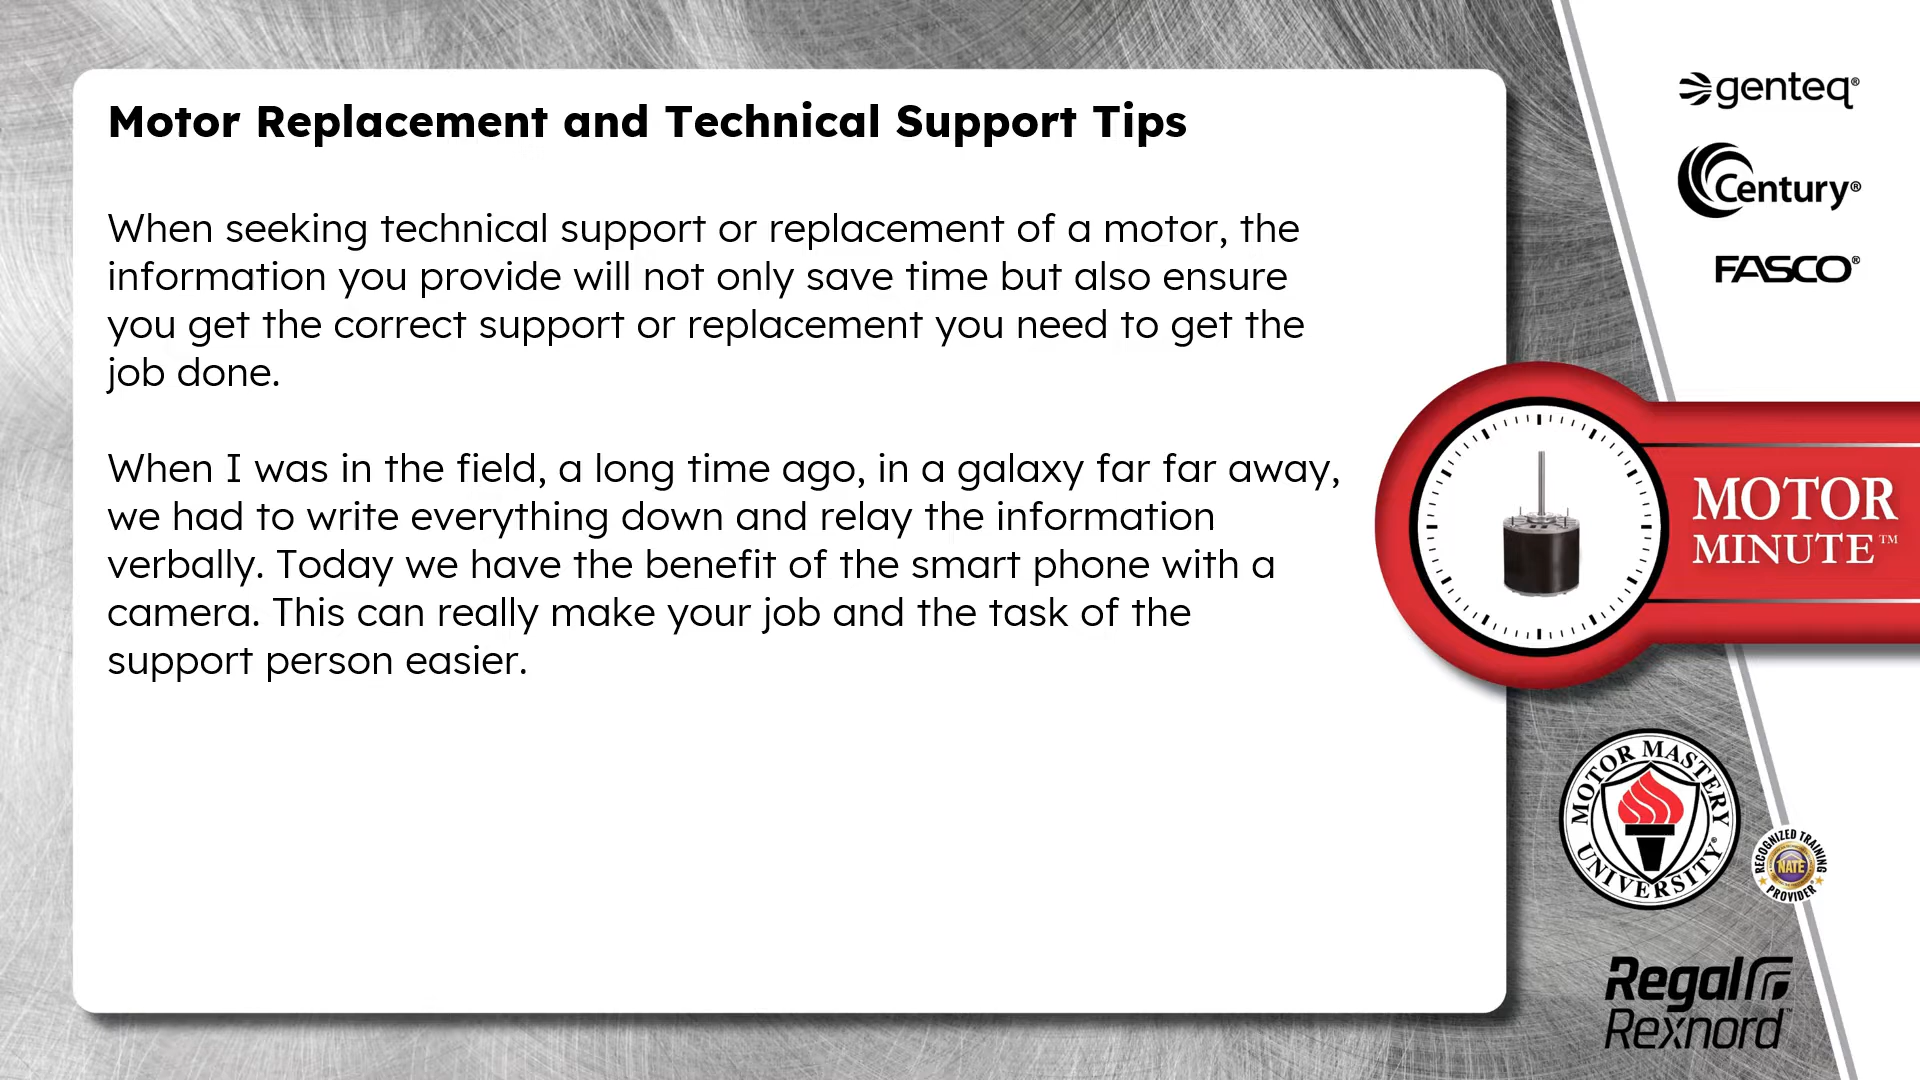 Motor Replacement and Technical Support Tips
When seeking technical support or replacement of a motor, the
information you provide will not only save time but also ensure
you get the correct support or replacement you need to get the
job done.
When I was in the field, a long time ago, in a galaxy far far away,
we had to write everything down and relay the information
verbally. Today we have the benefit of the smart phone with a
camera. This can really make your job and the task of the
support person easier.
genteq®
Century®
FASCO®
MOTOR
MINUTE™
MOTOR MASTERY
UNIVERSITY®
RECOGNIZED TRAINING
NATE
PROVIDER
Regal
Rexnord™